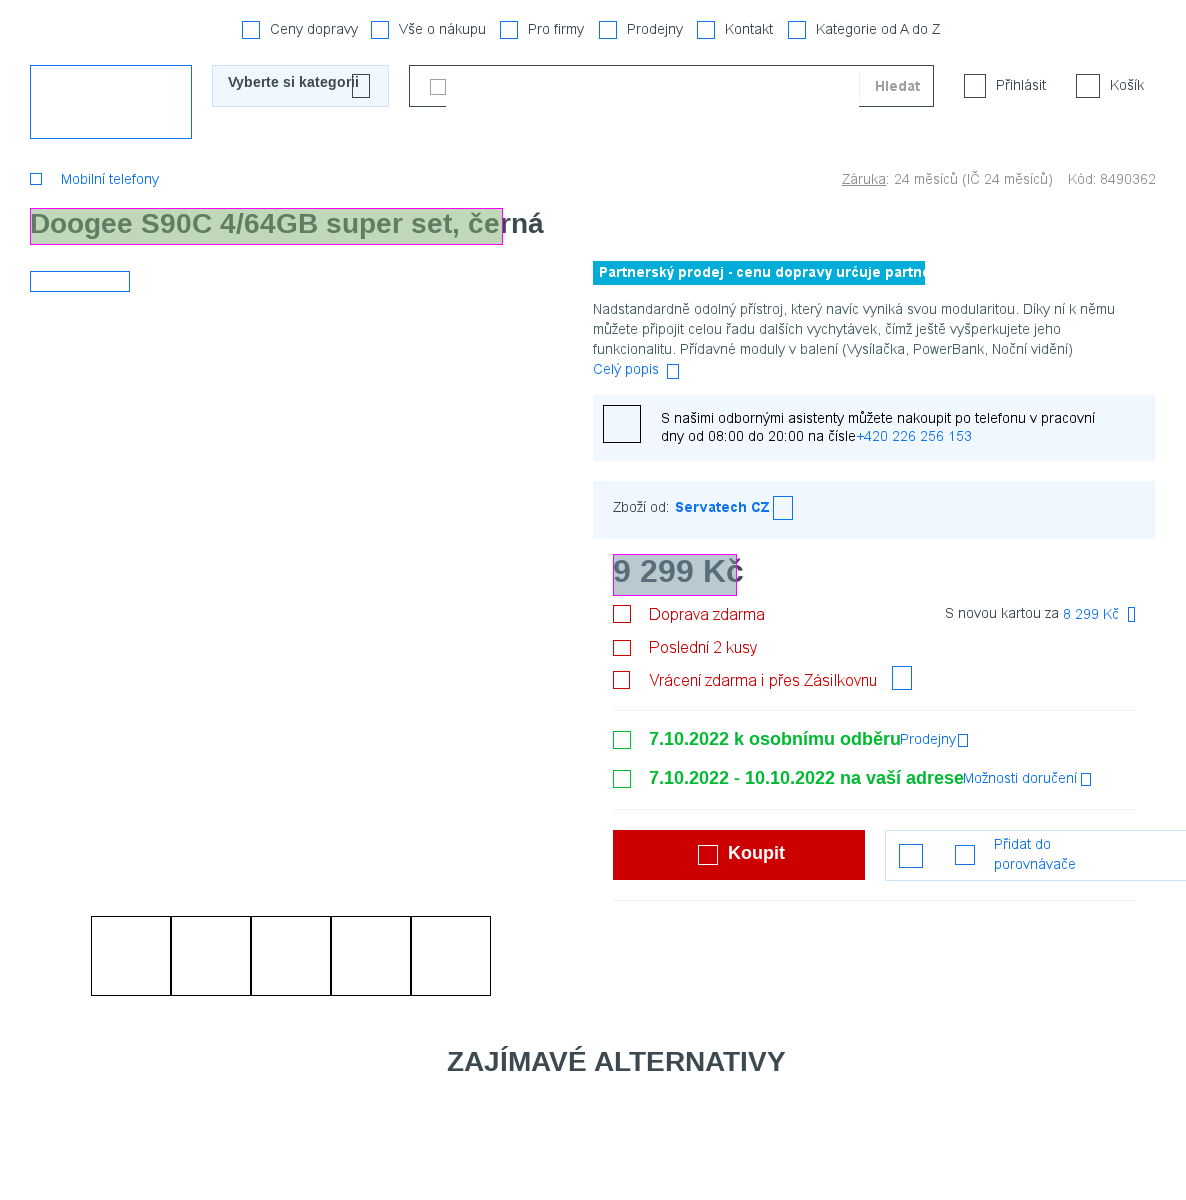 Ceny dopravy Vše o nákupu Pro firmy Prodejny Kontakt Kategorie od A do Z
Vyberte si kategorii Hledat Přihlásit Košík
Mobilní telefony Záruka: 24 měsíců (IČ 24 měsíců) Kód: 8490362
Doogee S90C 4/64GB super set, černá
Partnerský prodej - cenu dopravy určuje
Nadstandardně odolný přístroj, který navíc vyniká svou modularitou. Díky ní k němu
můžete připojit celou řadu dalších vychytávek, čímž ještě vyšperkujete jeho
funkcionalitu. Přídavné moduly v balení (Vysílačka, PowerBank, Noční vidění)
Celý popis
S našimi odbornými asistenty můžete nakoupit po telefonu v pracovní
dny od 08:00 do 20:00 na čísle +420 226 256 153
Zboží od: Servatech CZ
9 299 Kč
Doprava zdarma S novou kartou za 8 299 Kč
Poslední 2 kusy
Vrácení zdarma i přes Zásilkovnu
7.10.2022 k osobnímu odběru Prodejny
7.10.2022 - 10.10.2022 na vaší adrese Možnosti doručení
Koupit Přidat do
porovnávače
ZAJÍMAVÉ ALTERNATIVY